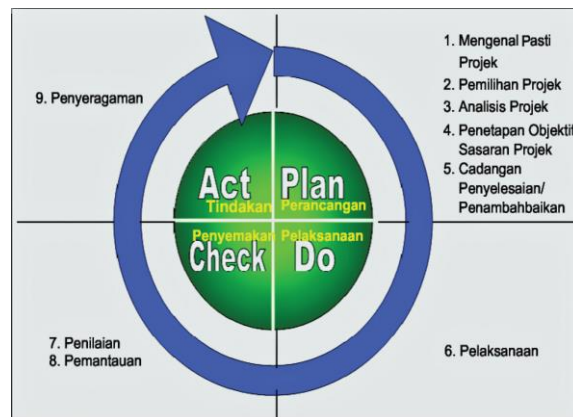 1. Mengenal Pasti
Projek
2. Pemilihan Projek
3. Analisis Projek
4. Penetapan Objektif
Sasaran Projek
5. Cadangan
Penyelesaian/
Penambahbaikan
9. Penyeragaman
Act
Tindakan
Plan
Perancangan
Penyemakan
Check
Pelaksanaan
Do
7. Penilaian
8. Pemantauan
6. Pelaksanaan